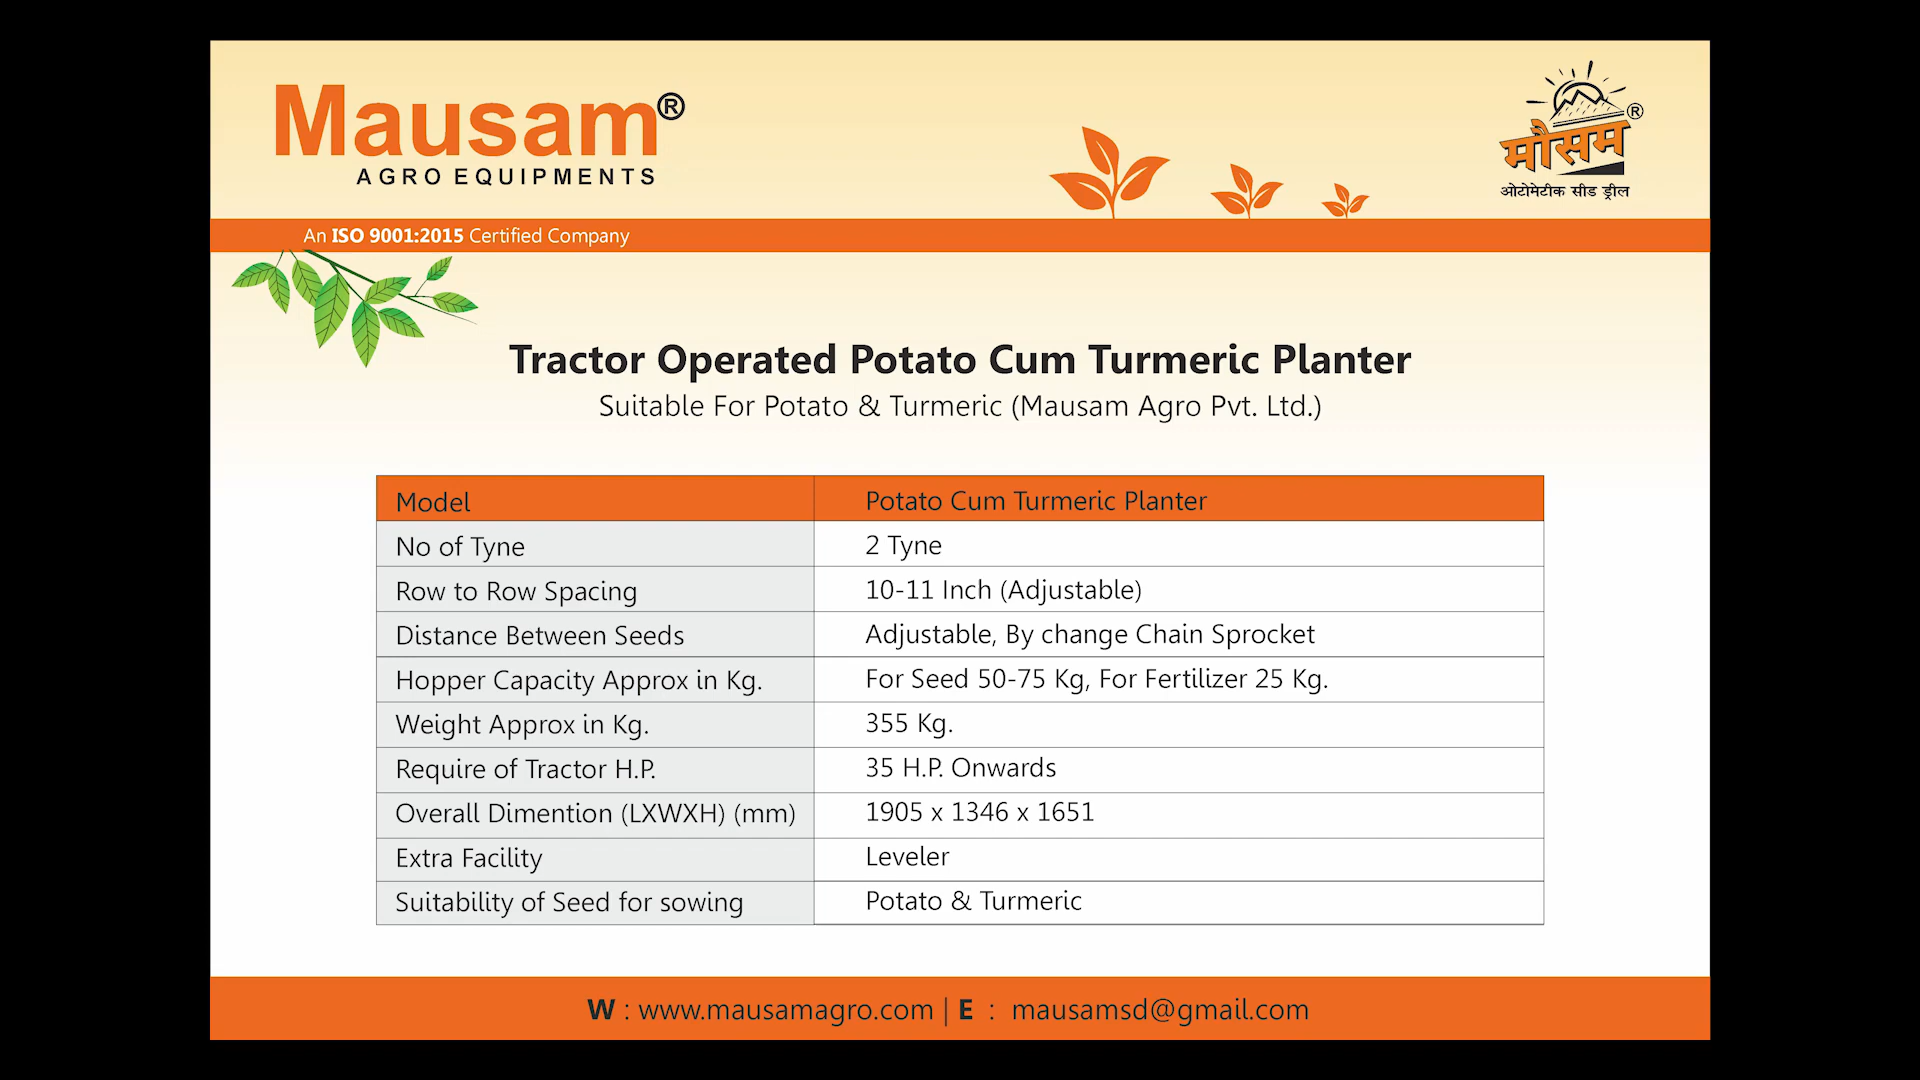 Mausam®
AGRO EQUIPMENTS
मौसम®
ओटोमेटीक सीड ड्रील
An ISO 9001:2015 Certified Company
Tractor Operated Potato Cum Turmeric Planter
Suitable For Potato & Turmeric (Mausam Agro Pvt. Ltd.)
Model Potato Cum Turmeric Planter
No of Tyne 2 Tyne
Row to Row Spacing 10-11 Inch (Adjustable)
Distance Between Seeds Adjustable, By change Chain Sprocket
Hopper Capacity Approx in Kg. For Seed 50-75 Kg, For Fertilizer 25 Kg.
Weight Approx in Kg. 355 Kg.
Require of Tractor H.P. 35 H.P. Onwards
Overall Dimention (LXWXH) (mm) 1905 x 1346 x 1651
Extra Facility Leveler
Suitability of Seed for sowing Potato & Turmeric
W : www.mausamagro.com | E : mausamsd@gmail.com